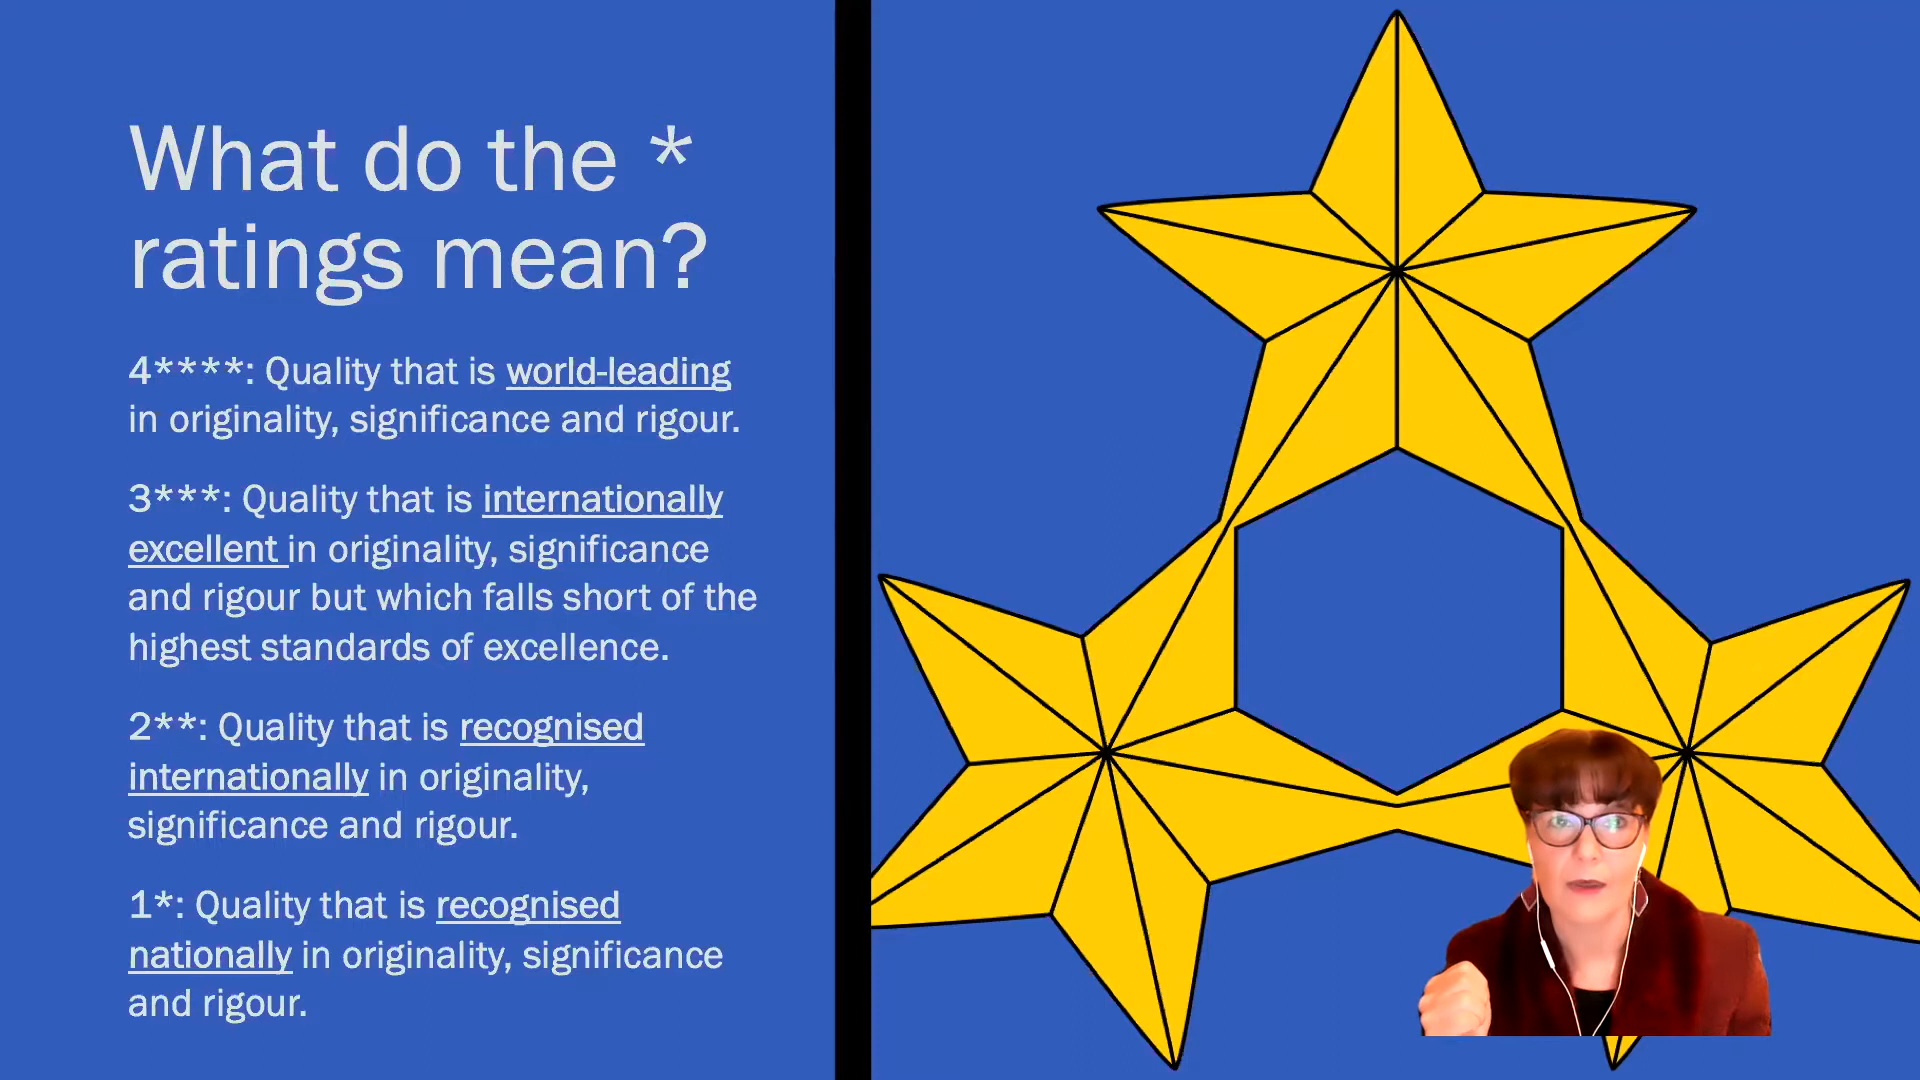 What do the *
ratings mean?
4****: Quality that is world-leading
in originality, significance and rigour.
3***: Quality that is internationally
excellent in originality, significance
and rigour but which falls short of the
highest standards of excellence.
2**: Quality that is recognised
internationally in originality,
significance and rigour.
1*: Quality that is recognised
nationally in originality, significance
and rigour.